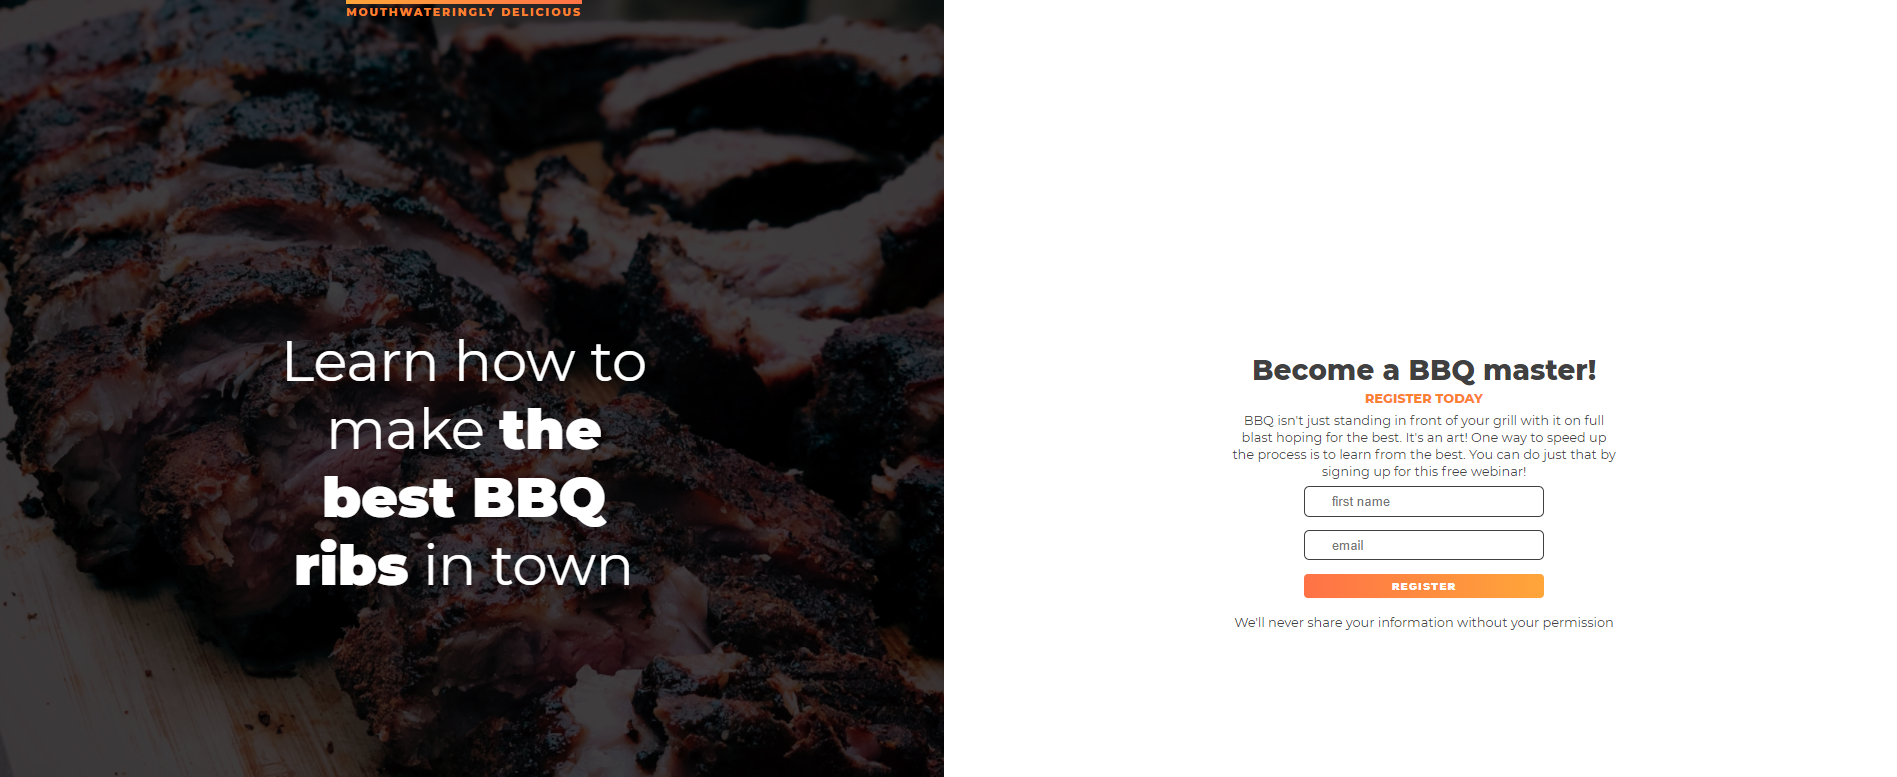 MOUTHWATERINGLY DELICIOUS
Learn how to
make the
best BBQ
ribs in town
Become a BBQ master!
REGISTER TODAY
BBQ isn't just standing in front of your grill with it on full
blast hoping for the best. It's an art! One way to speed up
the process is to learn from the best. You can do just that by
signing up for this free webinar!
first name
email
REGISTER
We'll never share your information without your permission